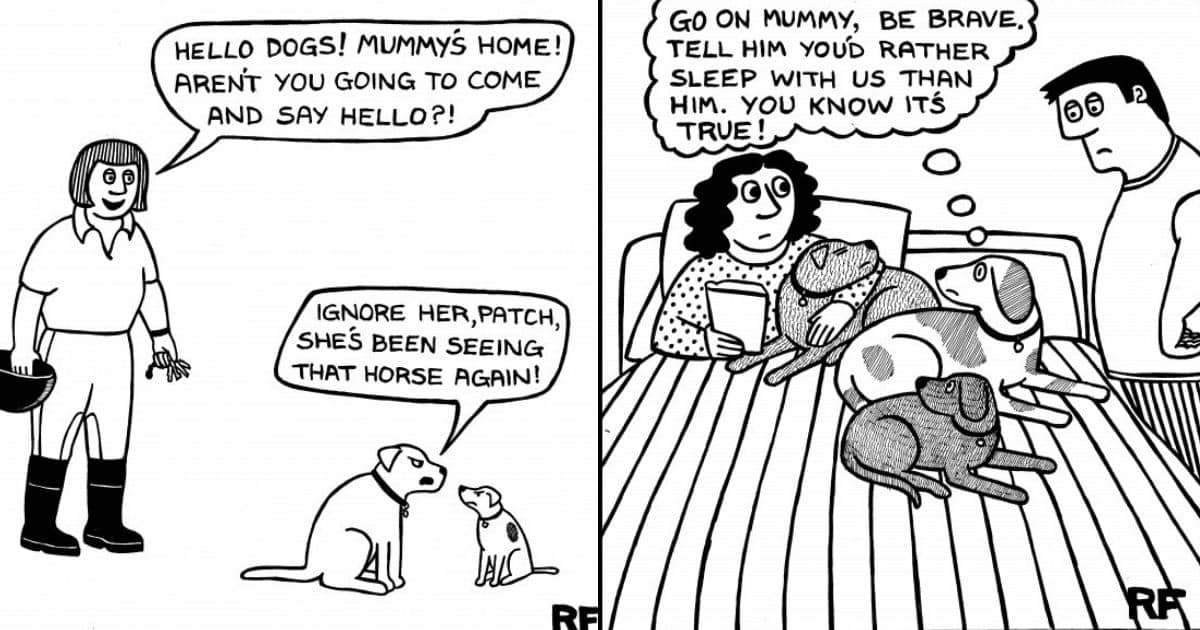 HELLO DOGS! MUMMY'S HOME!
AREN'T YOU GOING TO COME
AND SAY HELLO?!
IGNORE HER, PATCH,
SHE'S BEEN SEEING
THAT HORSE AGAIN!
RF
GO ON MUMMY, BE BRAVE.
TELL HIM YOU'D RATHER
SLEEP WITH US THAN
HIM. YOU KNOW IT'S
TRUE!
RF